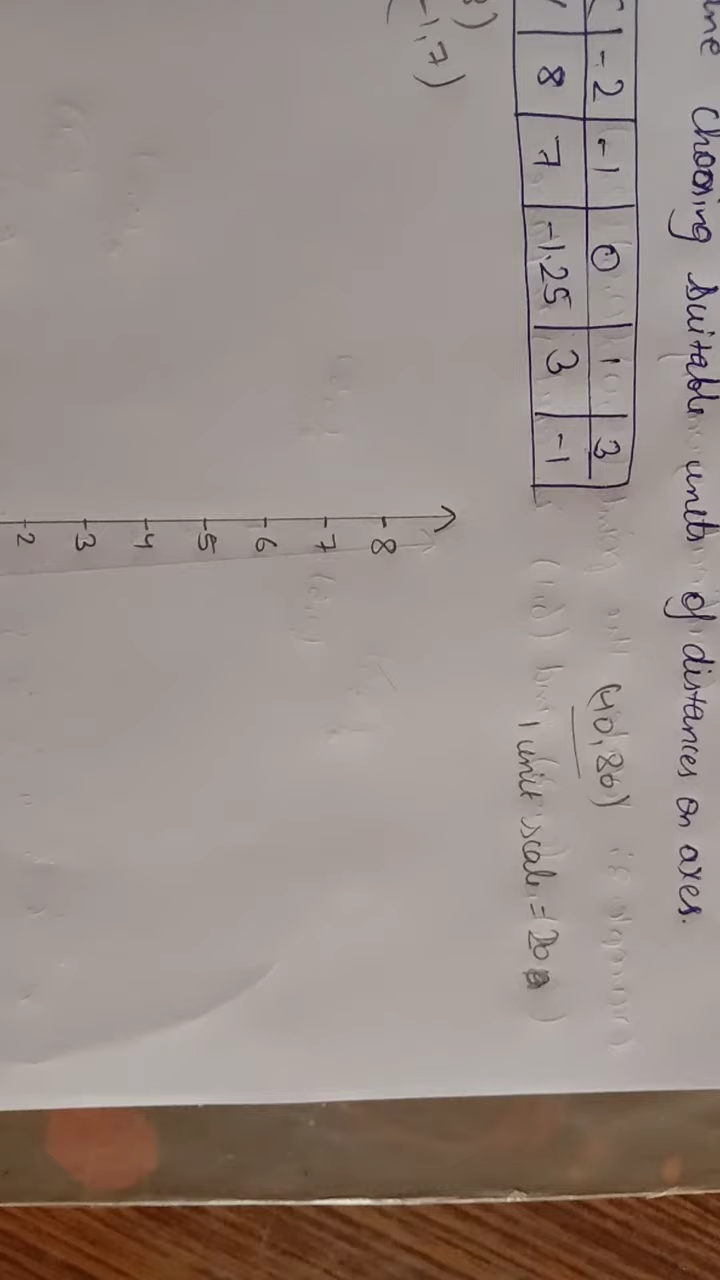 choosing suitable units of distances on axes.
-2 -1 0 1 3
8 7 -1.25 3 -1
(40,86)
1 unit scale = 20
)
-1,7)
8
7
6
5
4
3
2